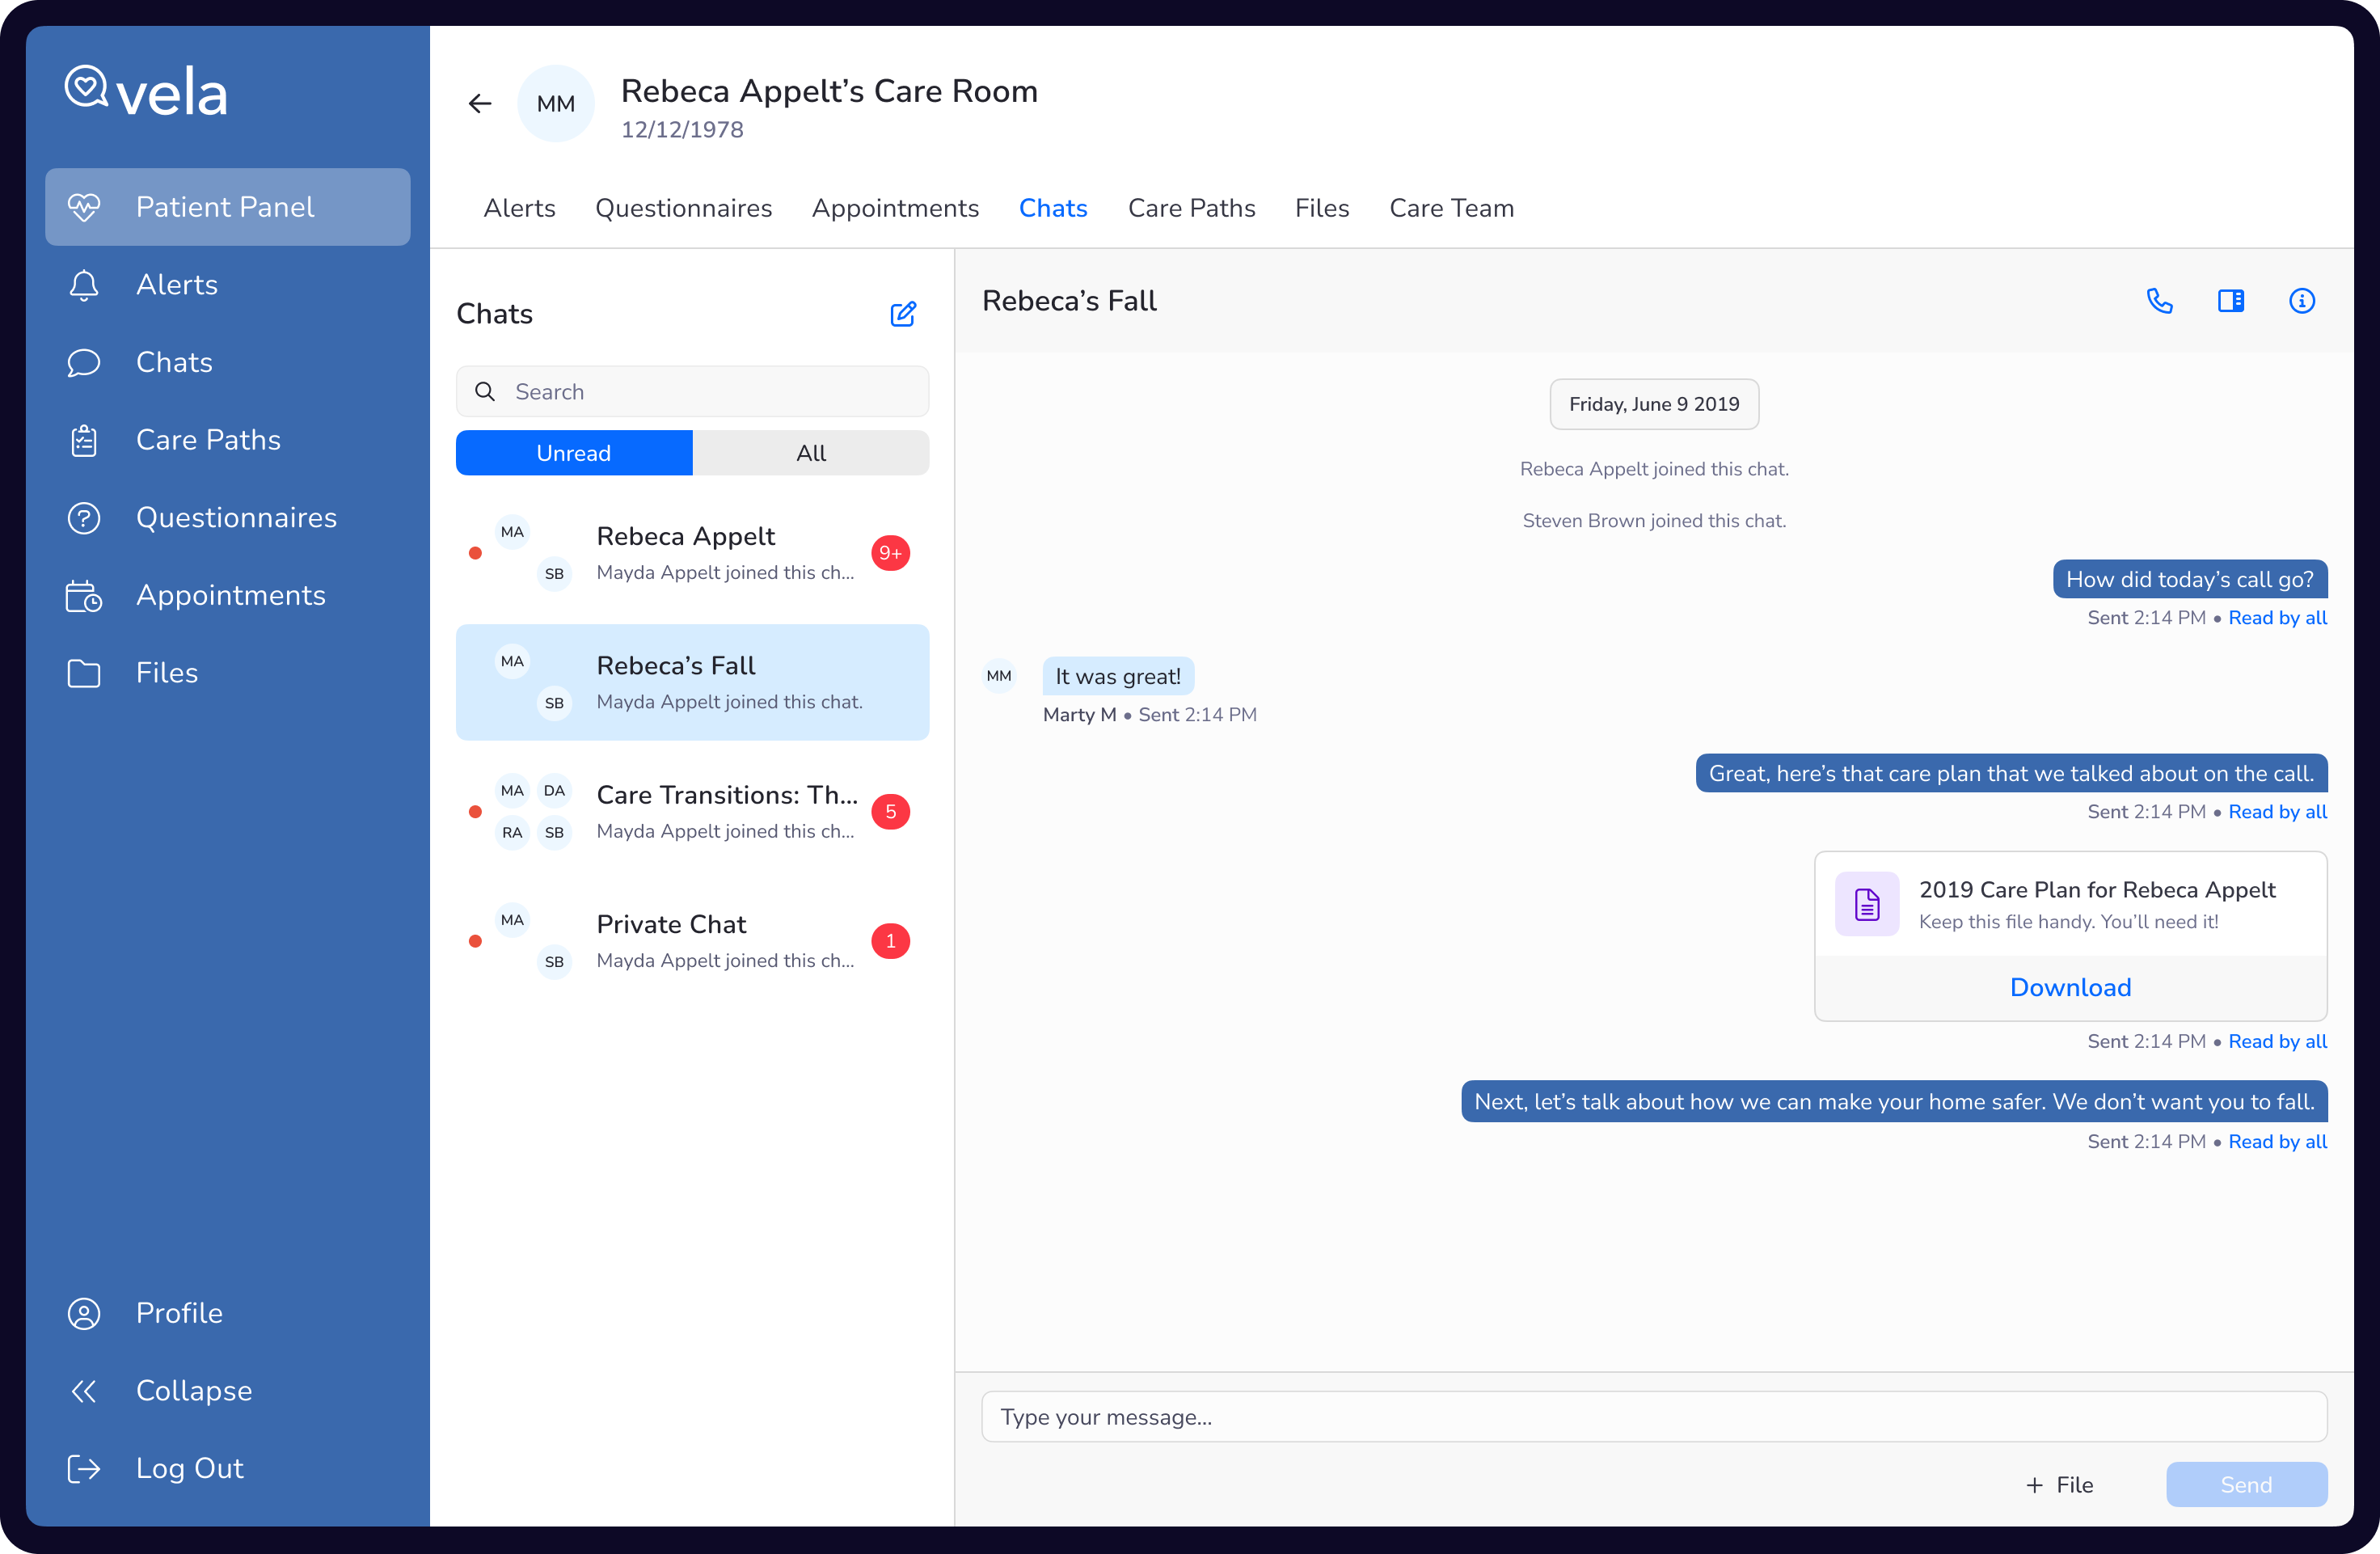 vela
Patient Panel
Alerts
Chats
Care Paths
Questionnaires
Appointments
Files
Profile
Collapse
Log Out
MM
Rebeca Appelt’s Care Room
12/12/1978
Alerts Questionnaires Appointments Chats Care Paths Files Care Team
Chats
Search
Unread All
MA
SB
Rebeca Appelt
Mayda Appelt joined this ch...
9+
MA
SB
Rebeca’s Fall
Mayda Appelt joined this chat.
MA DA
RA SB
Care Transitions: Th...
Mayda Appelt joined this ch...
5
MA
SB
Private Chat
Mayda Appelt joined this ch...
1
Rebeca’s Fall
Friday, June 9 2019
Rebeca Appelt joined this chat.
Steven Brown joined this chat.
How did today’s call go?
Sent 2:14 PM • Read by all
MM
It was great!
Marty M • Sent 2:14 PM
Great, here’s that care plan that we talked about on the call.
Sent 2:14 PM • Read by all
2019 Care Plan for Rebeca Appelt
Keep this file handy. You’ll need it!
Download
Sent 2:14 PM • Read by all
Next, let’s talk about how we can make your home safer. We don’t want you to fall.
Sent 2:14 PM • Read by all
Type your message...
+ File
Send